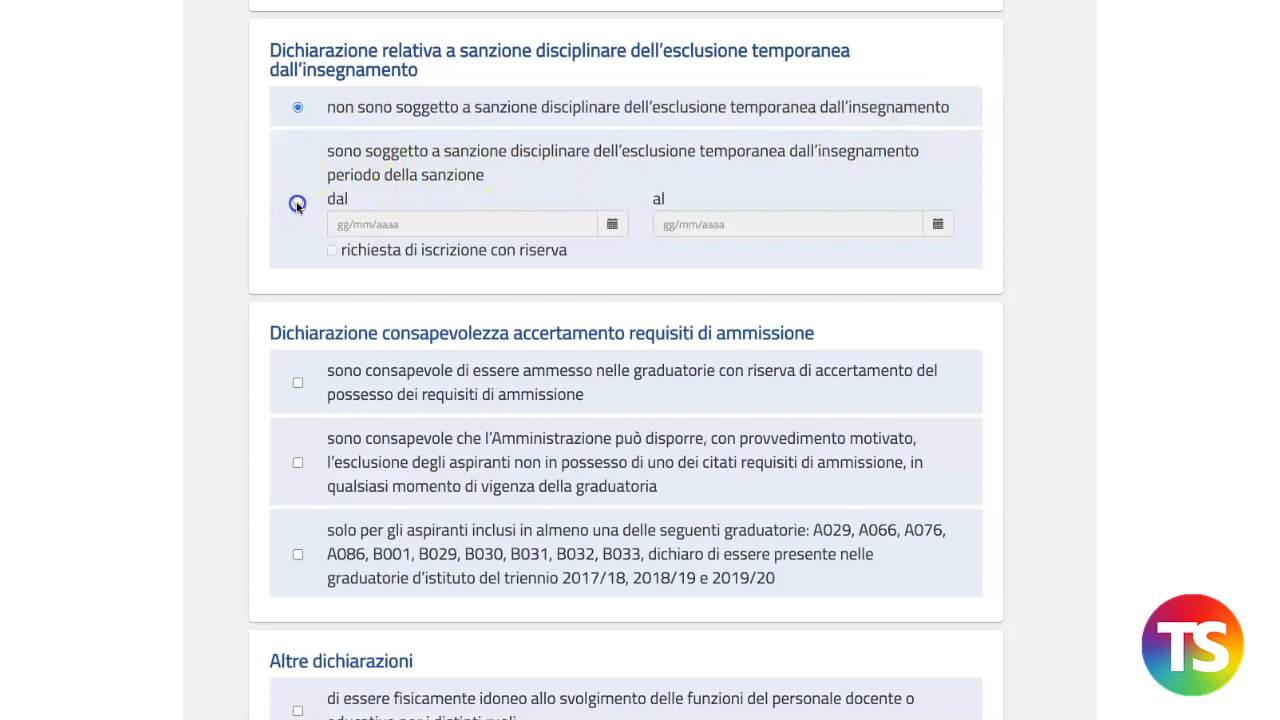 Dichiarazione relativa a sanzione disciplinare dell'esclusione temporanea
dall'insegnamento
non sono soggetto a sanzione disciplinare dell'esclusione temporanea dall'insegnamento
sono soggetto a sanzione disciplinare dell'esclusione temporanea dall'insegnamento
periodo della sanzione
dal al
gg/mm/aaaa gg/mm/aaaa
richiesta di iscrizione con riserva
Dichiarazione consapevolezza accertamento requisiti di ammissione
sono consapevole di essere ammesso nelle graduatorie con riserva di accertamento del
possesso dei requisiti di ammissione
sono consapevole che l'Amministrazione può disporre, con provvedimento motivato,
l'esclusione degli aspiranti non in possesso di uno dei citati requisiti di ammissione, in
qualsiasi momento di vigenza della graduatoria
solo per gli aspiranti inclusi in almeno una delle seguenti graduatorie: A029, A066, A076,
A086, B001, B029, B030, B031, B032, B033, dichiaro di essere presente nelle
graduatorie d'istituto del triennio 2017/18, 2018/19 e 2019/20
TS
Altre dichiarazioni
di essere fisicamente idoneo allo svolgimento delle funzioni del personale docente o